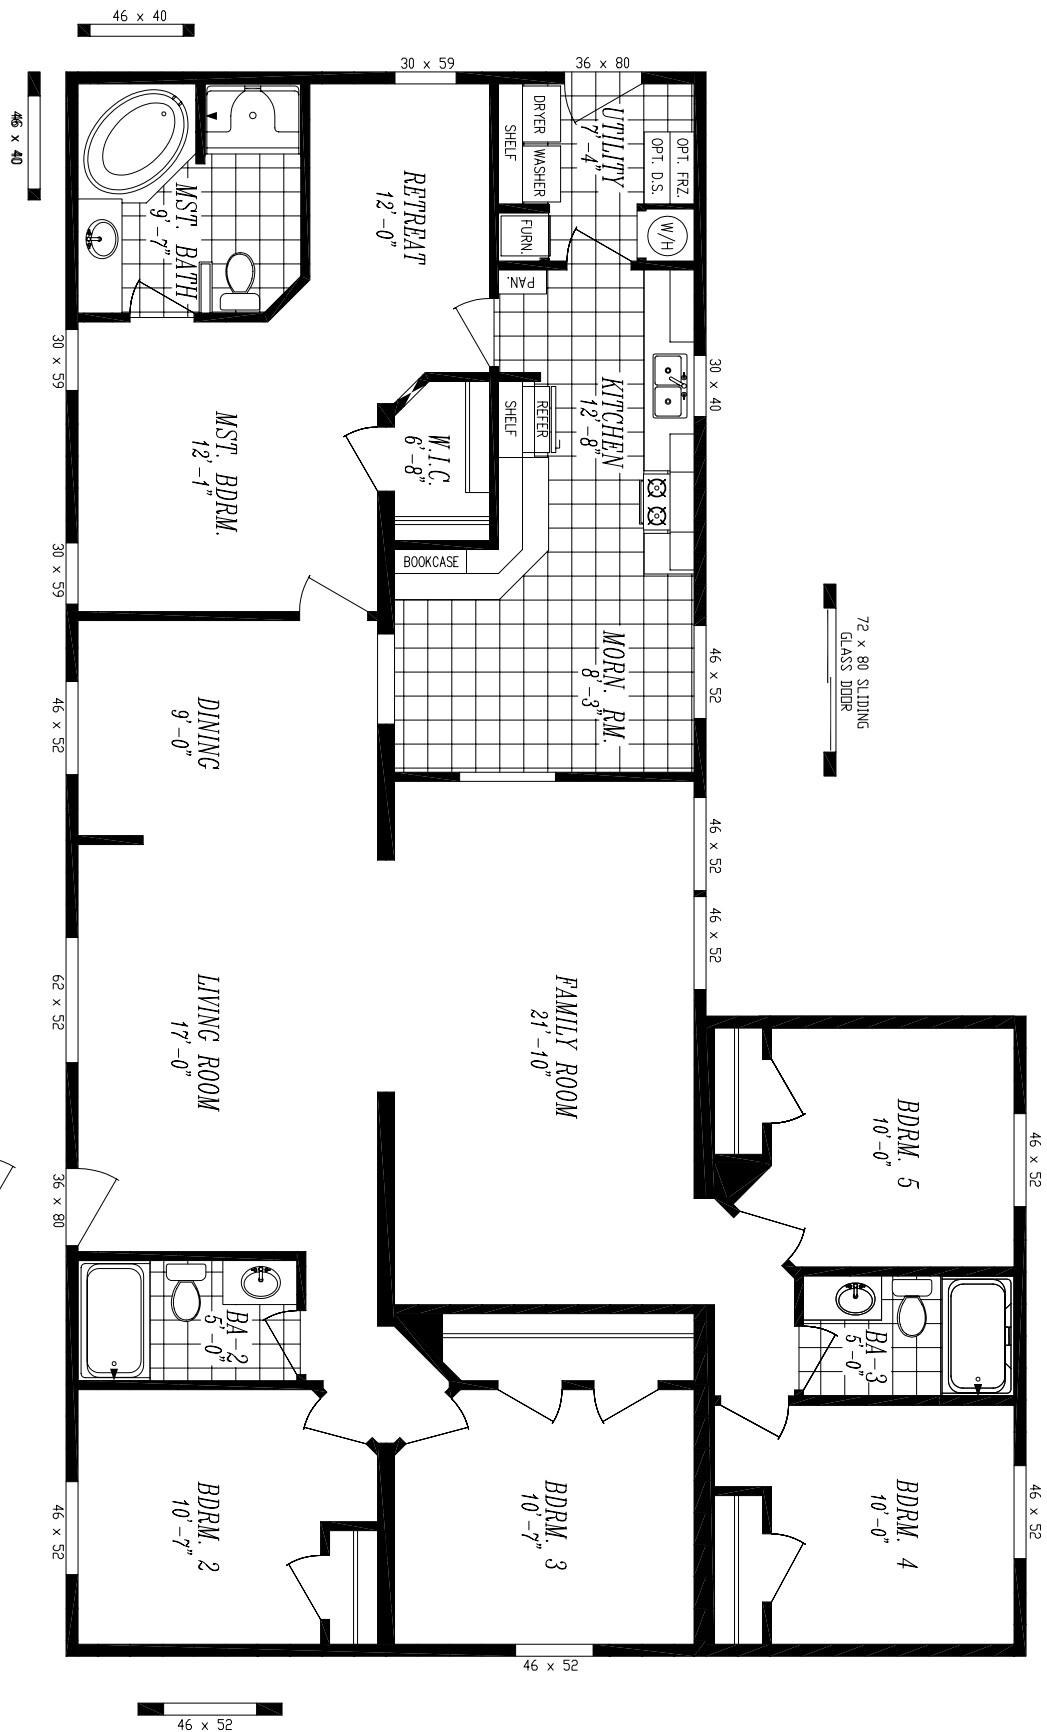 46 x 40
46 x 40
30 x 59
36 x 80
UTILITY
7'-4"
DRYER
WASHER
SHELF
OPT. FRZ.
OPT. D.S.
W/H
FURN.
PAN.
MST. BATH
9'-7"
RETREAT
12'-0"
30 x 59
30 x 40
KITCHEN
12'-8"
REFER
SHELF
W.I.C.
6'-8"
MST. BDRM.
12'-1"
BOOKCASE
30 x 59
72 x 80 SLIDING
GLASS DOOR
MORN. RM.
8'-3"
46 x 52
DINING
9'-0"
46 x 52
46 x 52
46 x 52
FAMILY ROOM
21'-10"
LIVING ROOM
17'-0"
62 x 52
36 x 80
BDRM. 5
10'-0"
46 x 52
BA-2
5'-0"
BA-3
5'-0"
BDRM. 2
10'-7"
46 x 52
BDRM. 3
10'-7"
BDRM. 4
10'-0"
46 x 52
46 x 52
46 x 52